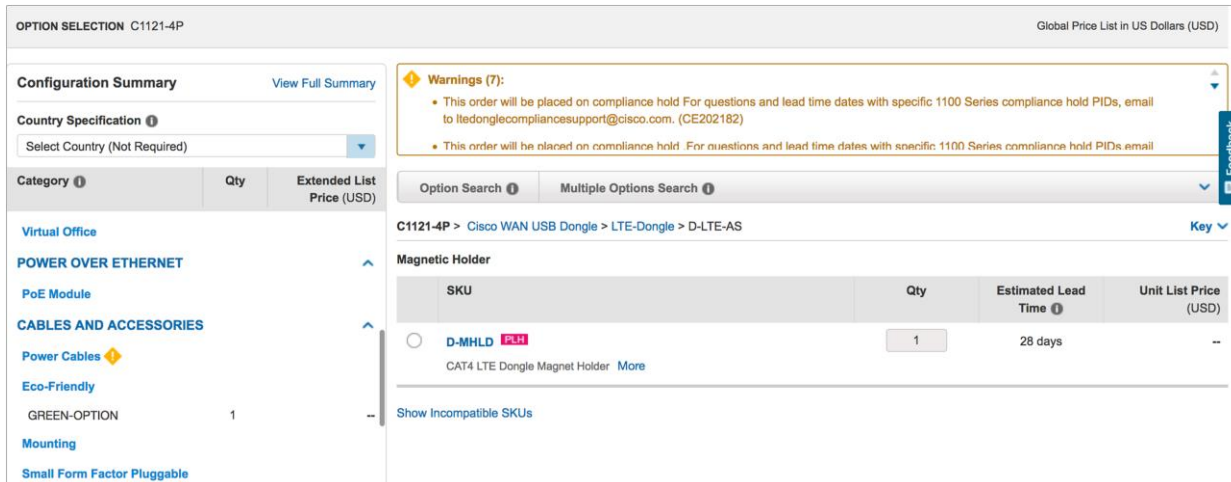 OPTION SELECTION C1121-4P
Global Price List in US Dollars (USD)
Configuration Summary
View Full Summary
Country Specification
Select Country (Not Required)
Category
Qty
Extended List
Price (USD)
Virtual Office
POWER OVER ETHERNET
PoE Module
CABLES AND ACCESSORIES
Power Cables
Eco-Friendly
GREEN-OPTION 1 --
Mounting
Small Form Factor Pluggable
Warnings (7):
• This order will be placed on compliance hold For questions and lead time dates with specific 1100 Series compliance hold PIDs, email
to ltedonglecompliancesupport@cisco.com. (CE202182)
• This order will be placed on compliance hold .For questions and lead time dates with specific 1100 Series compliance hold PIDs,email
Feedback
Option Search
Multiple Options Search
C1121-4P > Cisco WAN USB Dongle > LTE-Dongle > D-LTE-AS
Key
Magnetic Holder
SKU
Qty
Estimated Lead
Time
Unit List Price
(USD)
D-MHLD PLH
1
28 days
--
CAT4 LTE Dongle Magnet Holder More
Show Incompatible SKUs